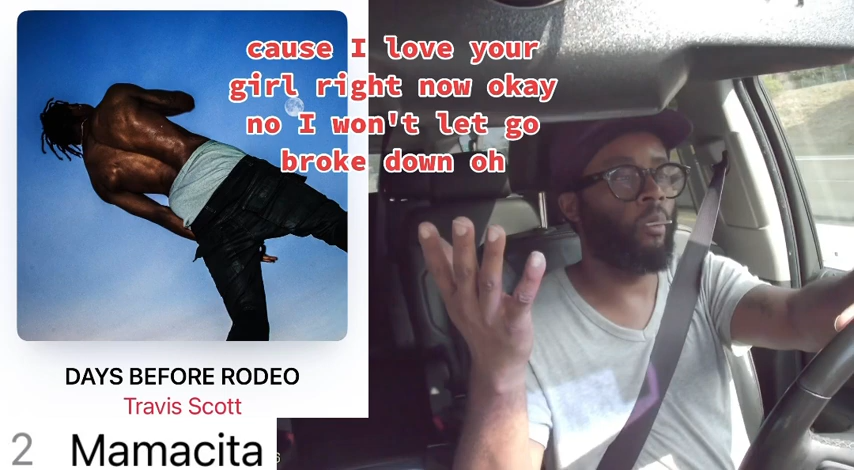 cause I love your
girl right now okay
no I won't let go
broke down oh
DAYS BEFORE RODEO
Travis Scott
2 Mamacita